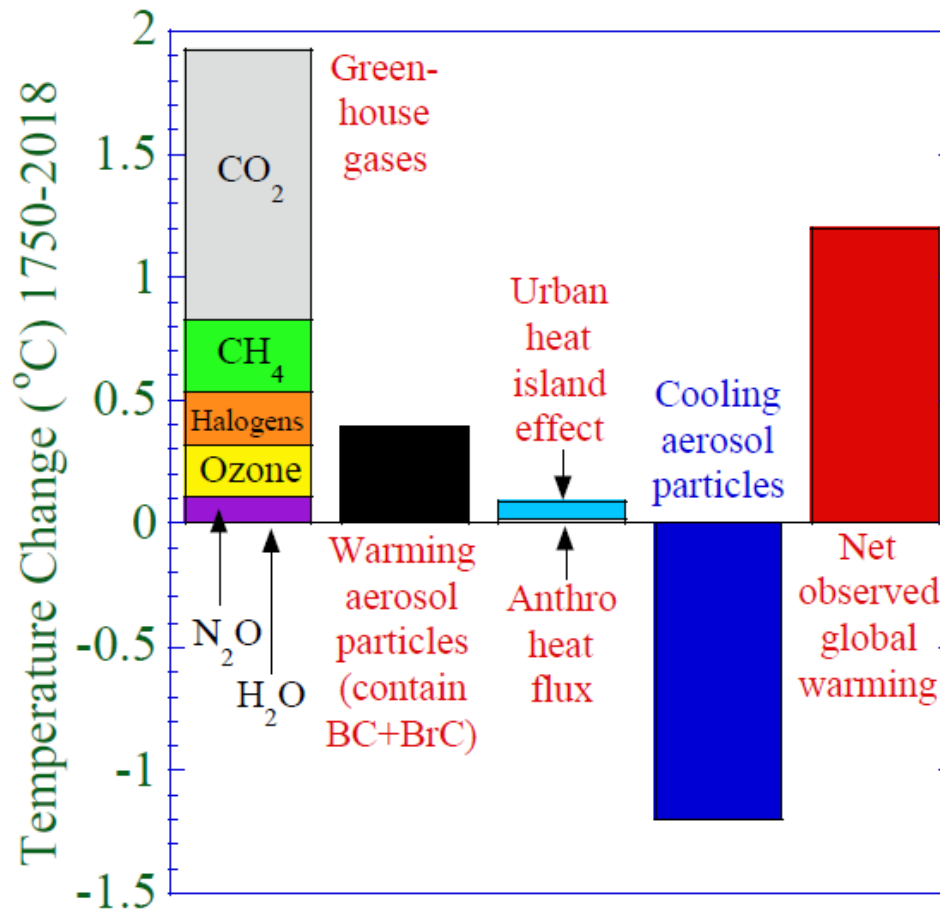 Temperature Change (°C) 1750-2018
2
1.5
1
0.5
0
-0.5
-1
-1.5
CO2
CH4
Halogens
Ozone
N2O
H2O
Green-
house
gases
Warming
aerosol
particles
(contain
BC+BrC)
Urban
heat
island
effect
Anthro
heat
flux
Cooling
aerosol
particles
Net
observed
global
warming